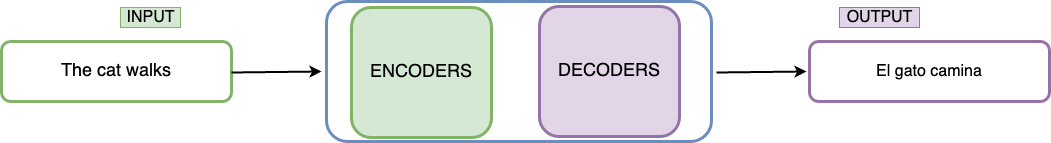 INPUT
OUTPUT
The cat walks
ENCODERS
DECODERS
El gato camina